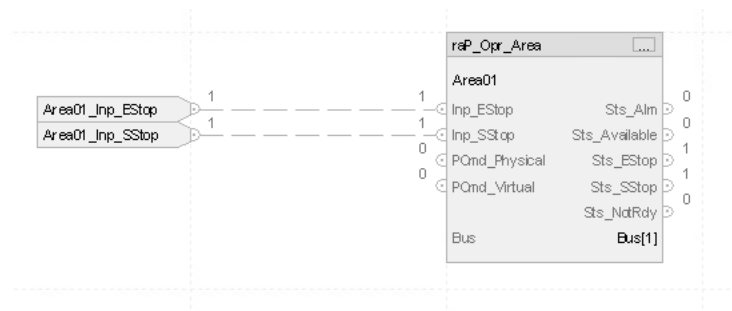 raP_Opr_Area ...
Area01
Area01_Inp_EStop 1 1 Inp_EStop Sts_Alm 0
Area01_Inp_SStop 1 1 Inp_SStop Sts_Available 0
0 PCmd_Physical Sts_EStop 1
0 PCmd_Virtual Sts_SStop 1
Sts_NotRdy 0
Bus Bus[1]